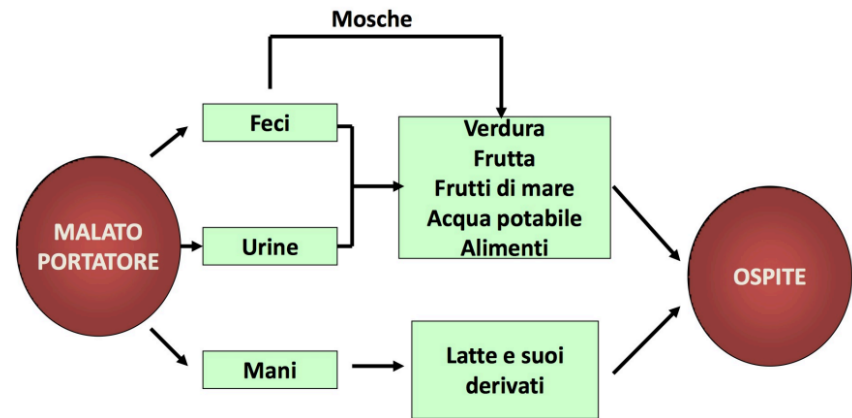 Mosche
Feci
Verdura
Frutta
Frutti di mare
Acqua potabile
Alimenti
MALATO
PORTATORE
Urine
OSPITE
Mani
Latte e suoi
derivati